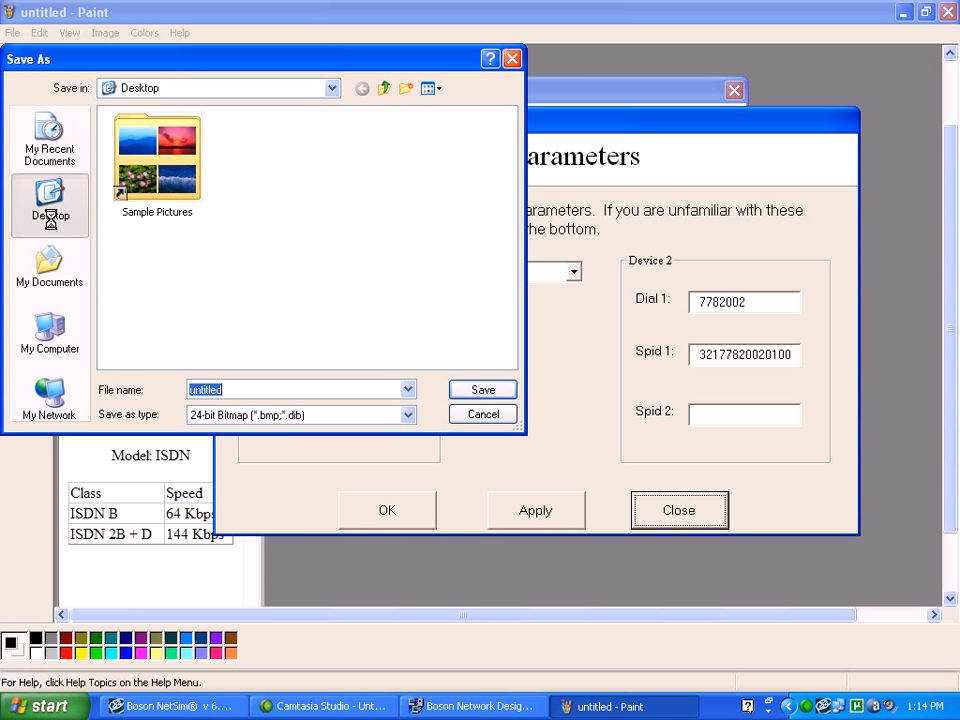 untitled - Paint
File Edit View Image Colors Help
Save As
Save in: Desktop
My Recent Documents
Desktop
My Documents
My Computer
My Network
Sample Pictures
File name: untitled
Save as type: 24-bit Bitmap (*.bmp;*.dib)
Save
Cancel
arameters
arameters. If you are unfamiliar with these
he bottom.
Device 2
Dial 1: 7782002
Spid 1: 32177820020100
Spid 2:
OK Apply Close
Model: ISDN
Class Speed
ISDN B 64 Kbps
ISDN 2B + D 144 Kbps
For Help, click Help Topics on the Help Menu.
start Boson NetSim® v 6.... Camtasia Studio - Unt... Boson Network Desig... untitled - Paint 1:14 PM